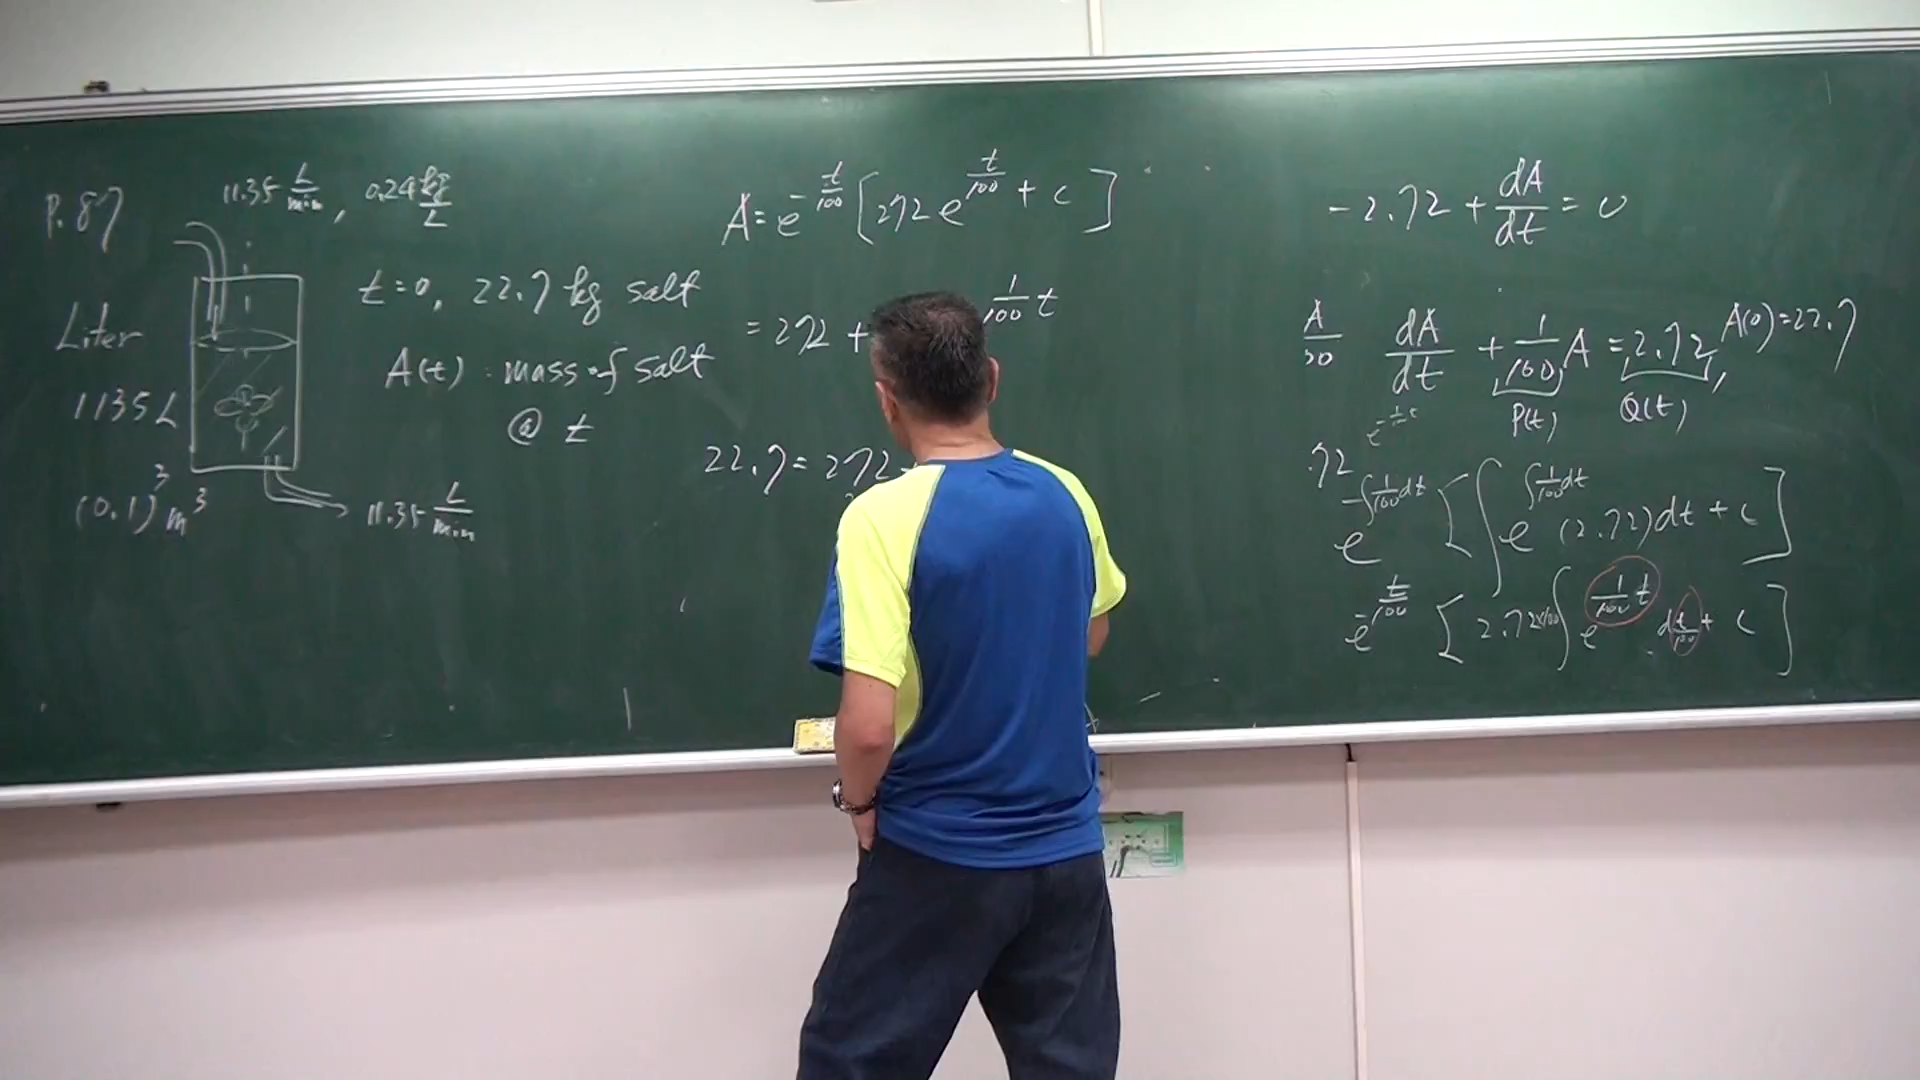 P.87
11.35 L/min, 0.24 kg/L
Liter
1135L
(0.1)³ m³
11.35 L/min
t=0, 22.7 kg salt
A(t) : mass of salt
@ t
A = e^{-t/100} [272 e^{t/100} + c]
= 272 +
1/100 t
22.7 = 272
-2.72 + dA/dt = 0
dA/dt + 1/100 A = 2.72, A(0)=22.7
P(t) Q(t)
.72
e^{-∫1/100 dt} [∫ e^{∫1/100 dt} (2.72) dt + c]
e^{-t/100} [2.72x100 ∫ e^{1/100 t} d t/100 + c]